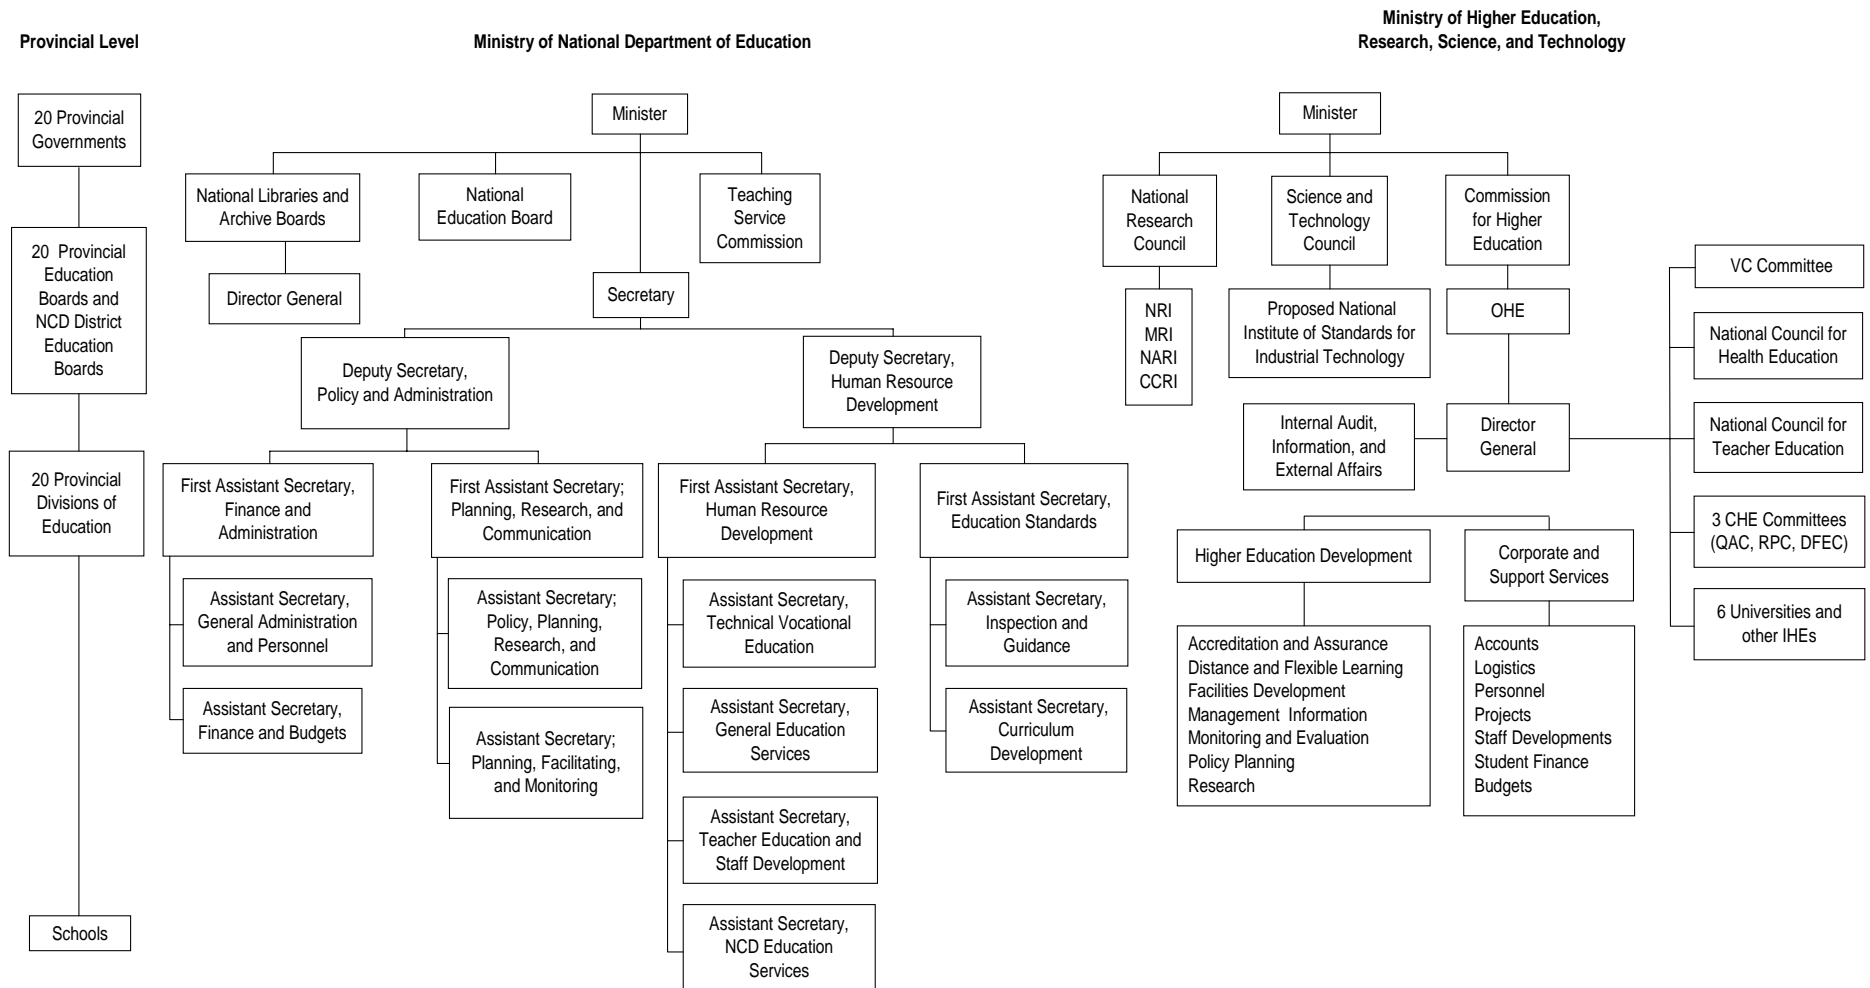 Provincial Level
20 Provincial
Governments
20 Provincial
Education
Boards and
NCD District
Education
Boards
20 Provincial
Divisions of
Education
Schools
Ministry of National Department of Education
Minister
National Libraries and
Archive Boards
National
Education Board
Teaching
Service
Commission
Director General
Secretary
Deputy Secretary,
Policy and Administration
Deputy Secretary,
Human Resource
Development
First Assistant Secretary,
Finance and
Administration
First Assistant Secretary;
Planning, Research, and
Communication
First Assistant Secretary,
Human Resource
Development
First Assistant Secretary,
Education Standards
Assistant Secretary,
General Administration
and Personnel
Assistant Secretary,
Finance and Budgets
Assistant Secretary;
Policy, Planning,
Research, and
Communication
Assistant Secretary;
Planning, Facilitating,
and Monitoring
Assistant Secretary,
Technical Vocational
Education
Assistant Secretary,
General Education
Services
Assistant Secretary,
Teacher Education and
Staff Development
Assistant Secretary,
NCD Education
Services
Assistant Secretary,
Inspection and
Guidance
Assistant Secretary,
Curriculum
Development
Ministry of Higher Education,
Research, Science, and Technology
Minister
National
Research
Council
Science and
Technology
Council
Commission
for Higher
Education
NRI
MRI
NARI
CCRI
Proposed National
Institute of Standards for
Industrial Technology
OHE
Internal Audit,
Information, and
External Affairs
Director
General
VC Committee
National Council for
Health Education
National Council for
Teacher Education
3 CHE Committees
(QAC, RPC, DFEC)
6 Universities and
other IHEs
Higher Education Development
Corporate and
Support Services
Accreditation and Assurance
Distance and Flexible Learning
Facilities Development
Management Information
Monitoring and Evaluation
Policy Planning
Research
Accounts
Logistics
Personnel
Projects
Staff Developments
Student Finance
Budgets